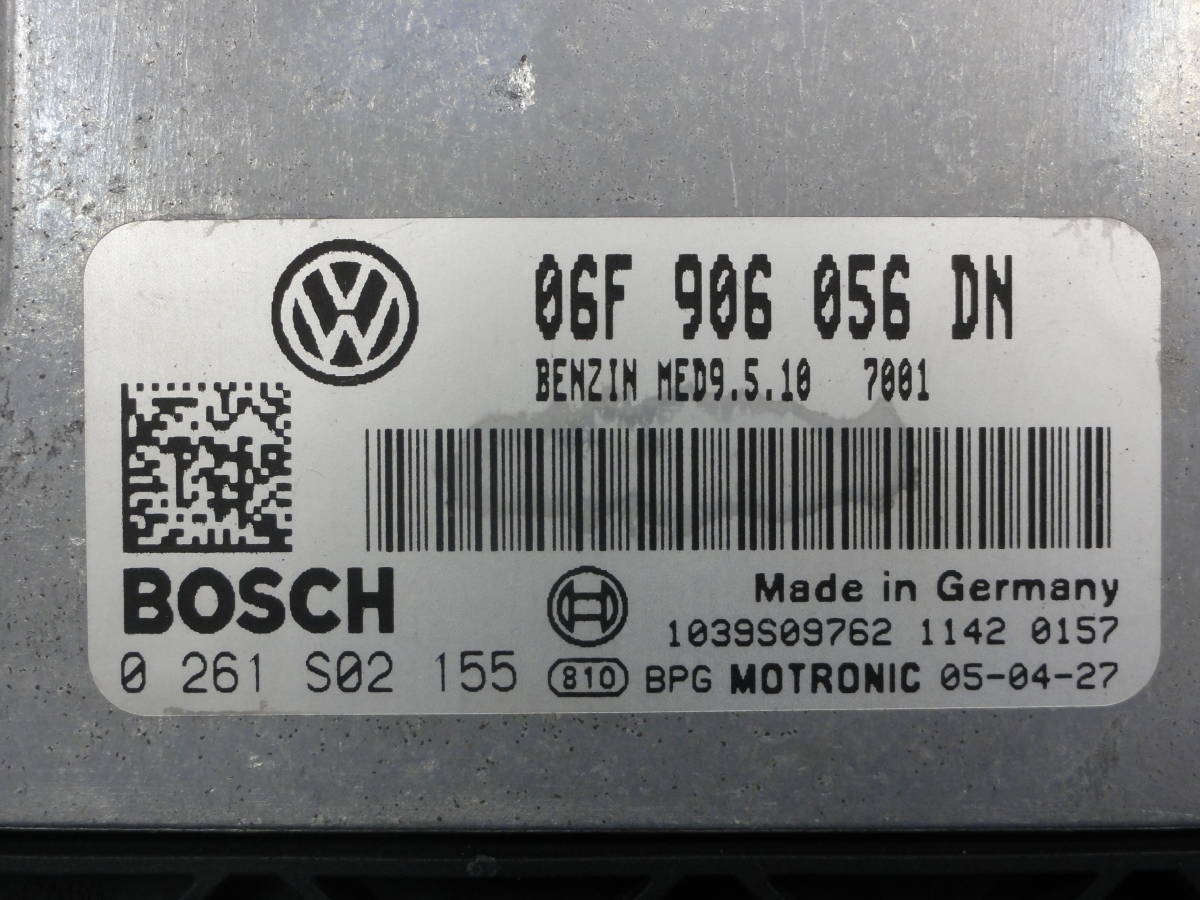 06F 906 056 DN
BENZIN MED9.5.10 7001
BOSCH
Made in Germany
1039S09762 1142 0157
0 261 S02 155 810 BPG MOTRONIC 05-04-27